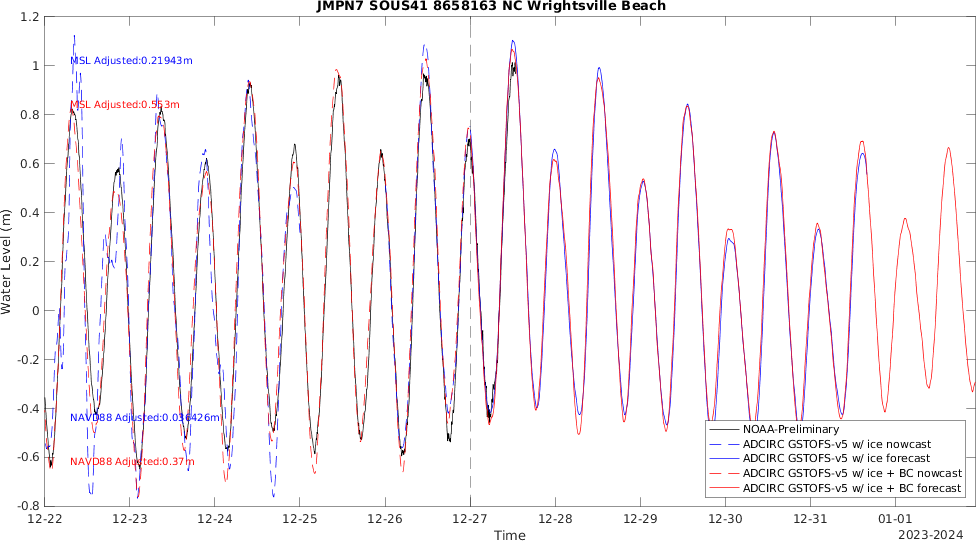 JMPN7 SOUS41 8658163 NC Wrightsville Beach
1.2
1
0.8
0.6
0.4
0.2
0
-0.2
-0.4
-0.6
-0.8
Water Level (m)
MSL Adjusted:0.21943m
MSL Adjusted:0.553m
NAVD88 Adjusted:0.036426m
NAVD88 Adjusted:0.37m
NOAA-Preliminary
ADCIRC GSTOFS-v5 w/ ice nowcast
ADCIRC GSTOFS-v5 w/ ice forecast
ADCIRC GSTOFS-v5 w/ ice + BC nowcast
ADCIRC GSTOFS-v5 w/ ice + BC forecast
12-22 12-23 12-24 12-25 12-26 12-27 12-28 12-29 12-30 12-31 01-01
Time
2023-2024